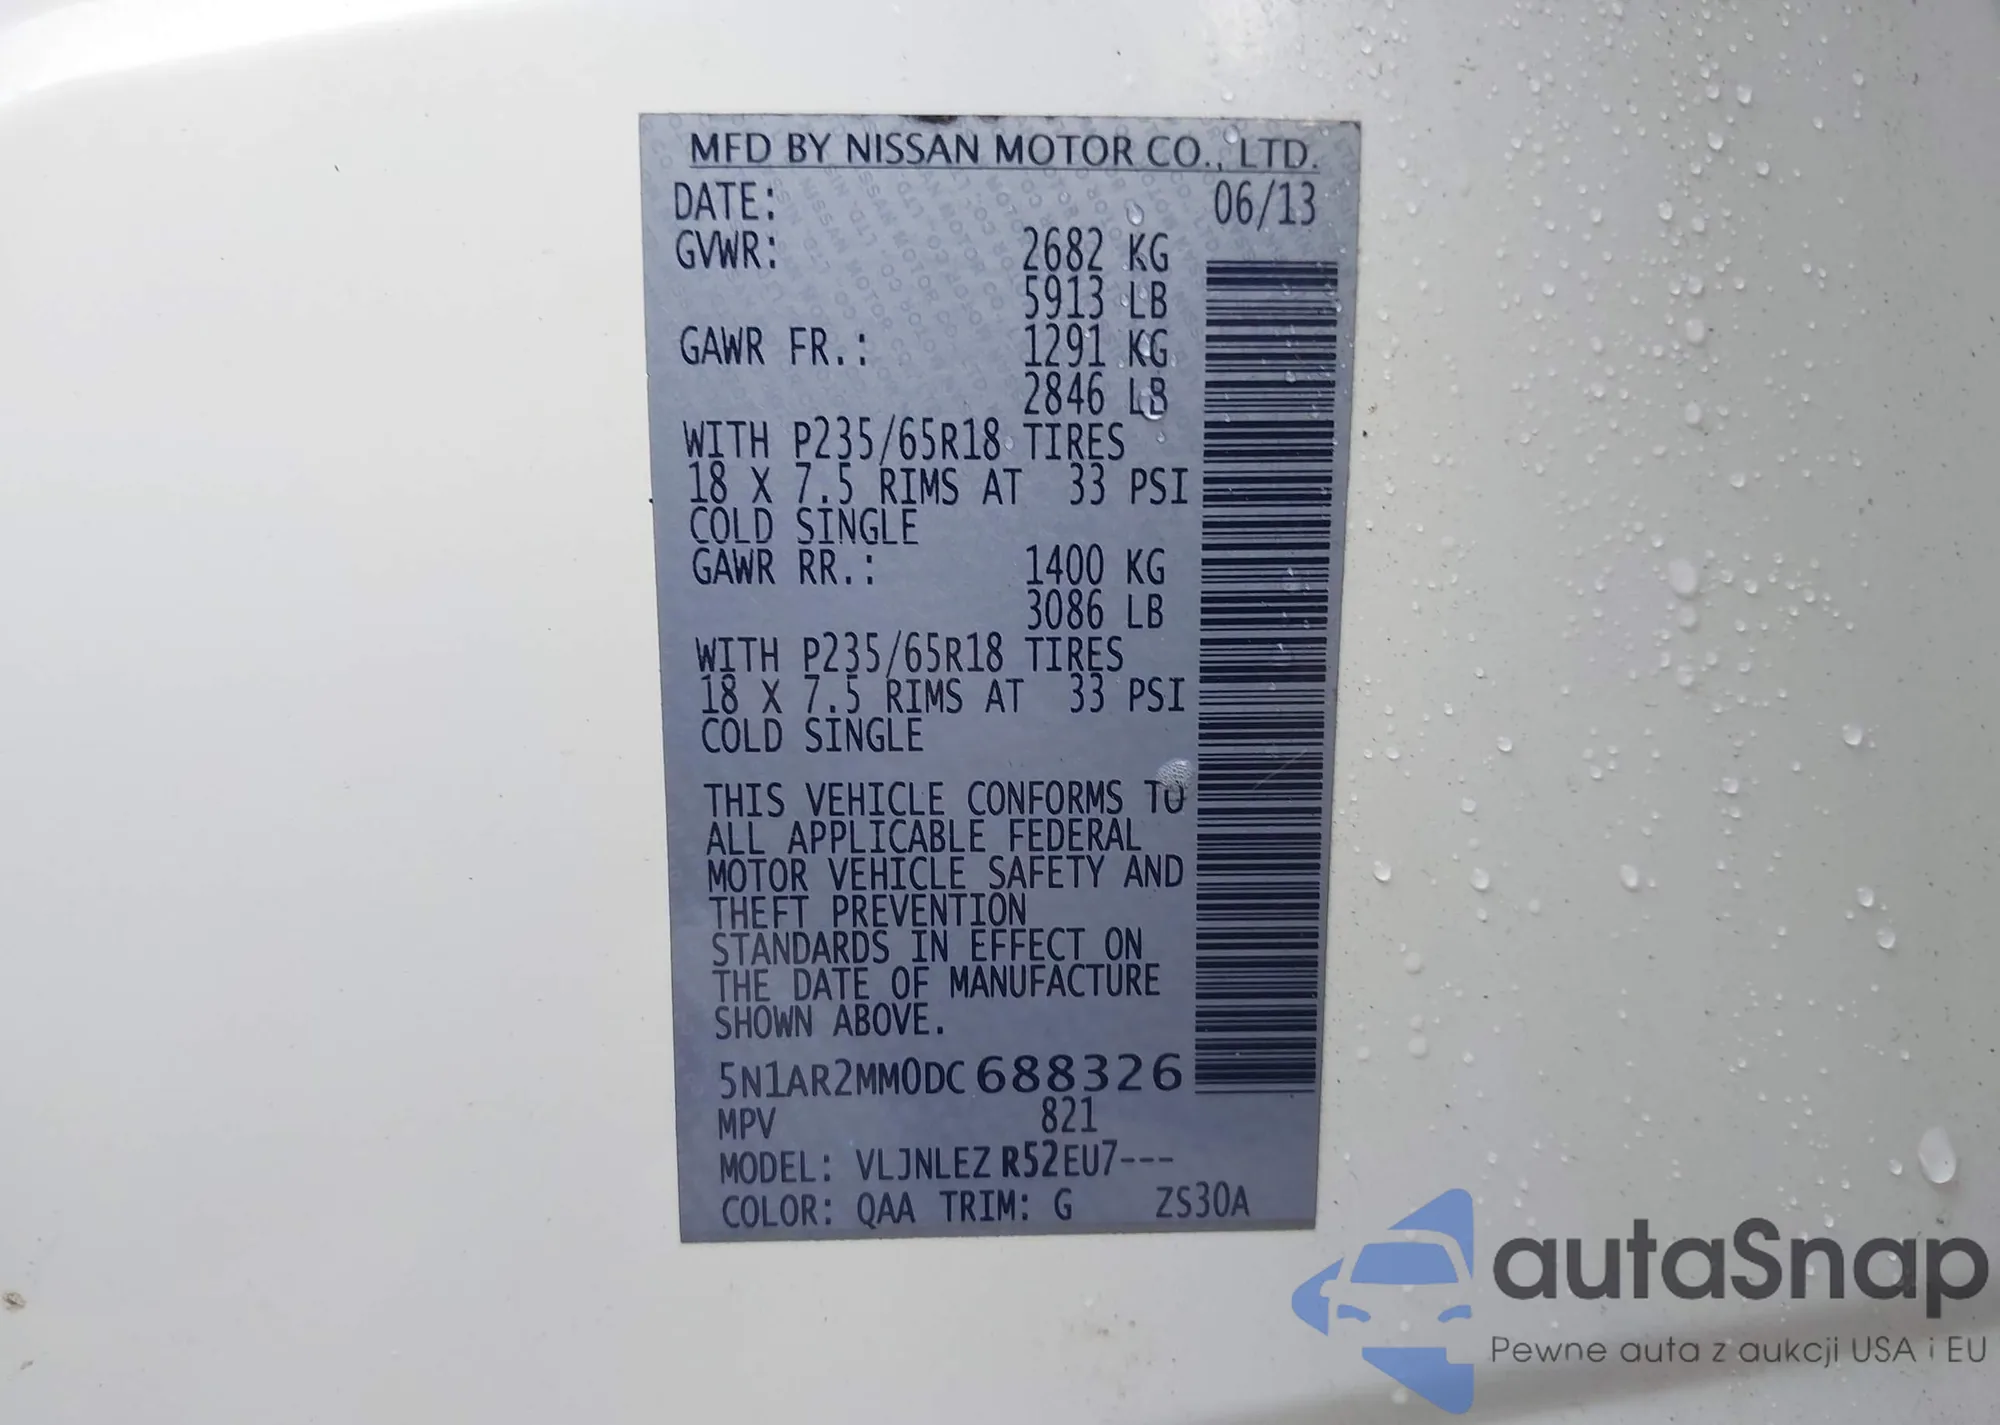 MFD BY NISSAN MOTOR CO., LTD.
DATE: 06/13
GVWR: 2682 KG
5913 LB
GAWR FR.: 1291 KG
2846 LB
WITH P235/65R18 TIRES
18 X 7.5 RIMS AT 33 PSI
COLD SINGLE
GAWR RR.: 1400 KG
3086 LB
WITH P235/65R18 TIRES
18 X 7.5 RIMS AT 33 PSI
COLD SINGLE
THIS VEHICLE CONFORMS TO
ALL APPLICABLE FEDERAL
MOTOR VEHICLE SAFETY AND
THEFT PREVENTION
STANDARDS IN EFFECT ON
THE DATE OF MANUFACTURE
SHOWN ABOVE.
5N1AR2MM0DC688326
MPV 821
MODEL: VLJNLEZ R52EU7---
COLOR: QAA TRIM: G ZS30A
autaSnap
Pewne auta z aukcji USA i EU